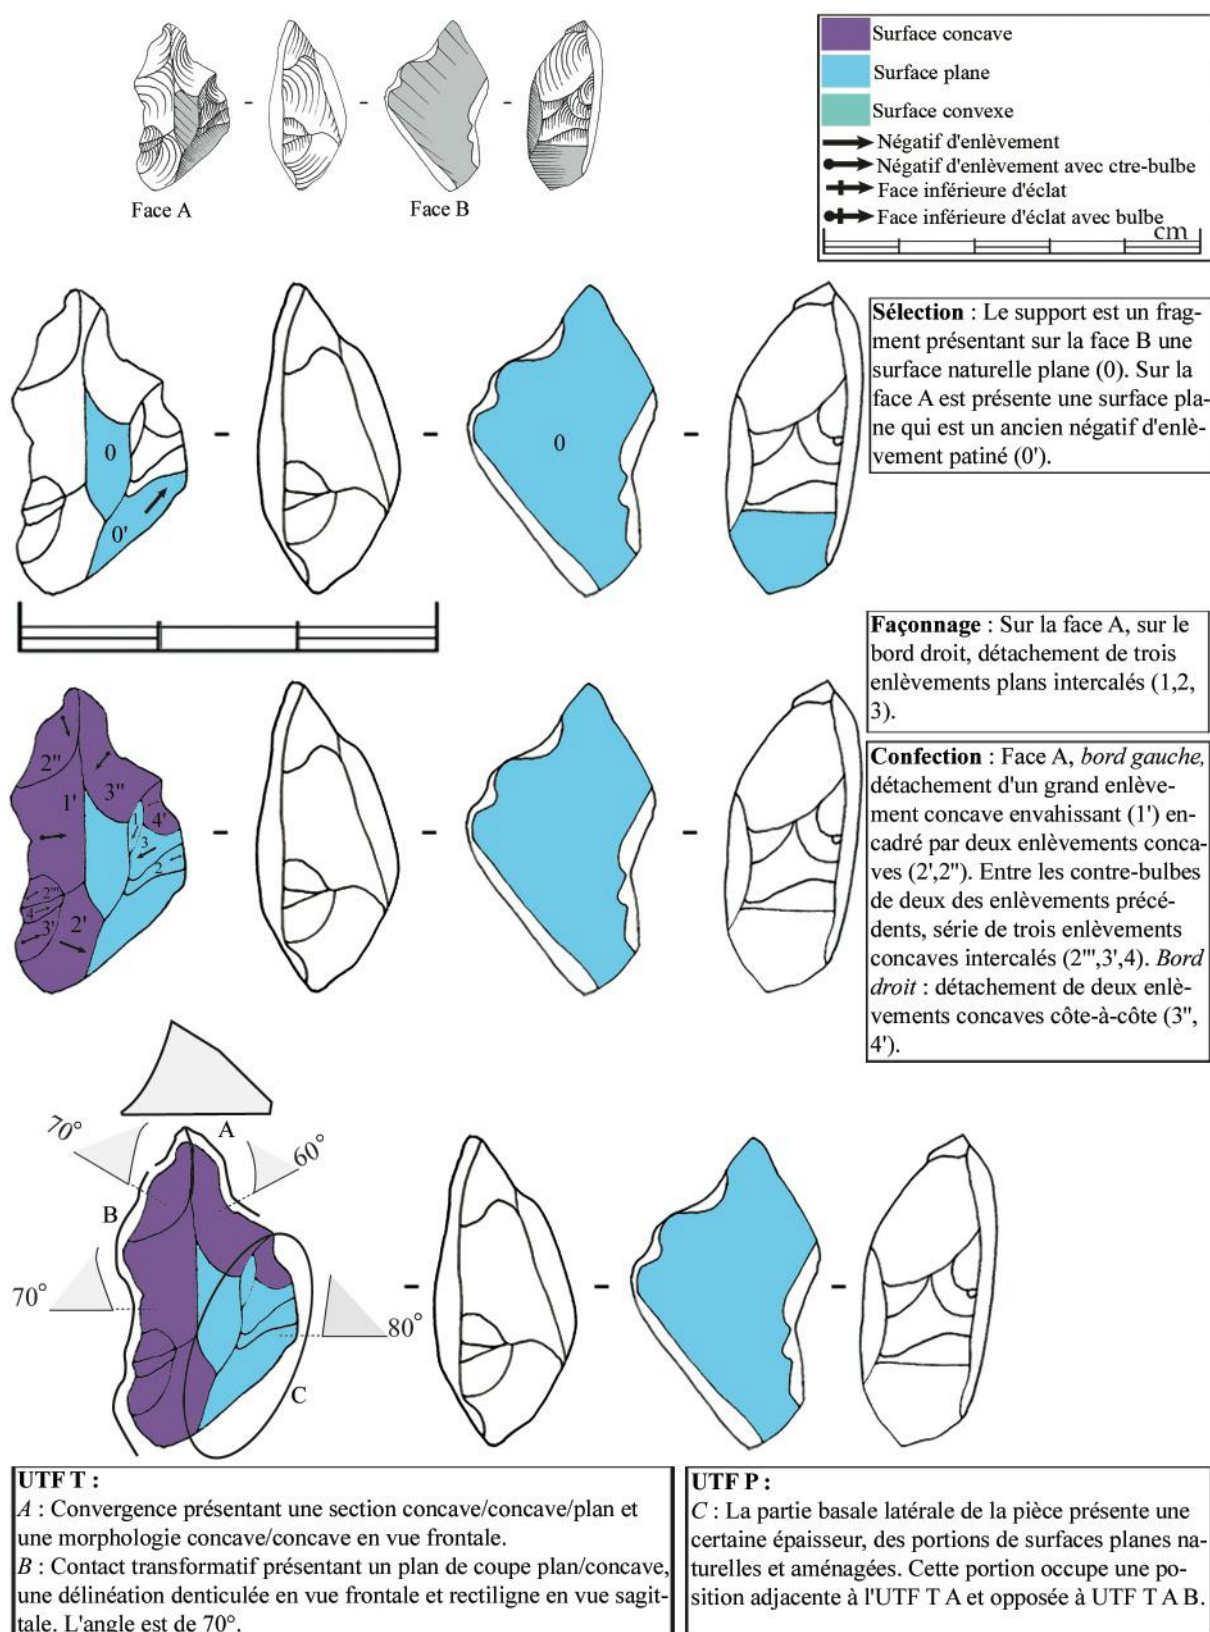 Surface concave
Surface plane
Surface convexe
Négatif d'enlèvement
Négatif d'enlèvement avec ctre-bulbe
Face inférieure d'éclat
Face inférieure d'éclat avec bulbe
cm
Face A
Face B
Sélection : Le support est un frag-
ment présentant sur la face B une
surface naturelle plane (0). Sur la
face A est présente une surface pla-
ne qui est un ancien négatif d'enlè-
vement patiné (0').
0
0'
0
Façonnage : Sur la face A, sur le
bord droit, détachement de trois
enlèvements plans intercalés (1,2,
3).
Confection : Face A, bord gauche,
détachement d'un grand enlève-
ment concave envahissant (1') en-
cadré par deux enlèvements conca-
ves (2',2''). Entre les contre-bulbes
de deux des enlèvements précé-
dents, série de trois enlèvements
concaves intercalés (2''',3',4). Bord
droit : détachement de deux enlè-
vements concaves côte-à-côte (3'',
4').
2''
1'
3''
4'
1
3
2
2'''
4
3'
2'
A
70°
60°
B
70°
80°
C
UTF T :
A : Convergence présentant une section concave/concave/plan et
une morphologie concave/concave en vue frontale.
B : Contact transformatif présentant un plan de coupe plan/concave,
une délinéation denticulée en vue frontale et rectiligne en vue sagit-
tale. L'angle est de 70°.
UTF P :
C : La partie basale latérale de la pièce présente une
certaine épaisseur, des portions de surfaces planes na-
turelles et aménagées. Cette portion occupe une po-
sition adjacente à l'UTF T A et opposée à UTF T A B.